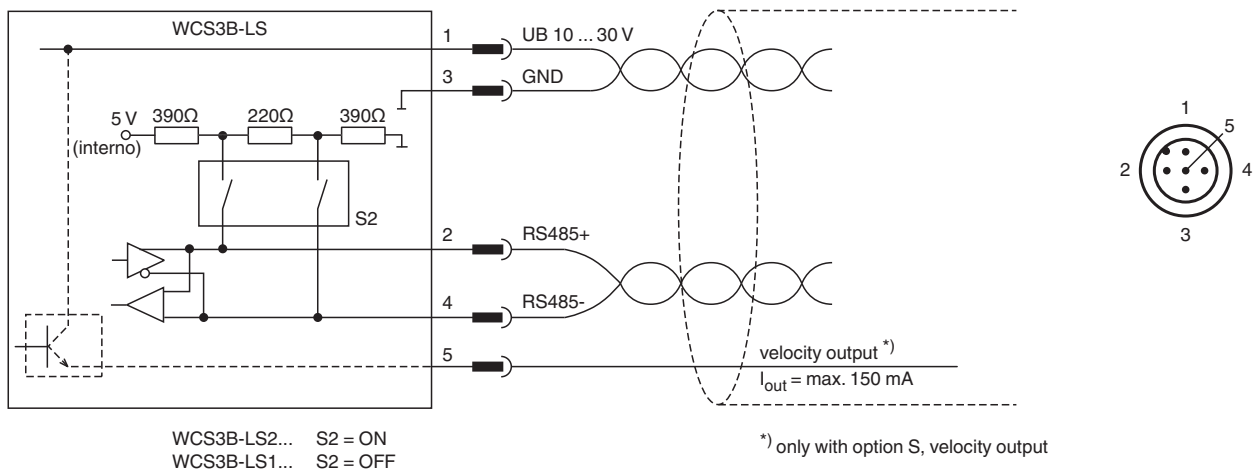 WCS3B-LS
1
UB 10 ... 30 V
3
GND
5 V
(interno)
390Ω
220Ω
390Ω
S2
2
RS485+
4
RS485-
5
velocity output *)
Iout = max. 150 mA
WCS3B-LS2... S2 = ON
WCS3B-LS1... S2 = OFF
*) only with option S, velocity output
1
5
2
4
3